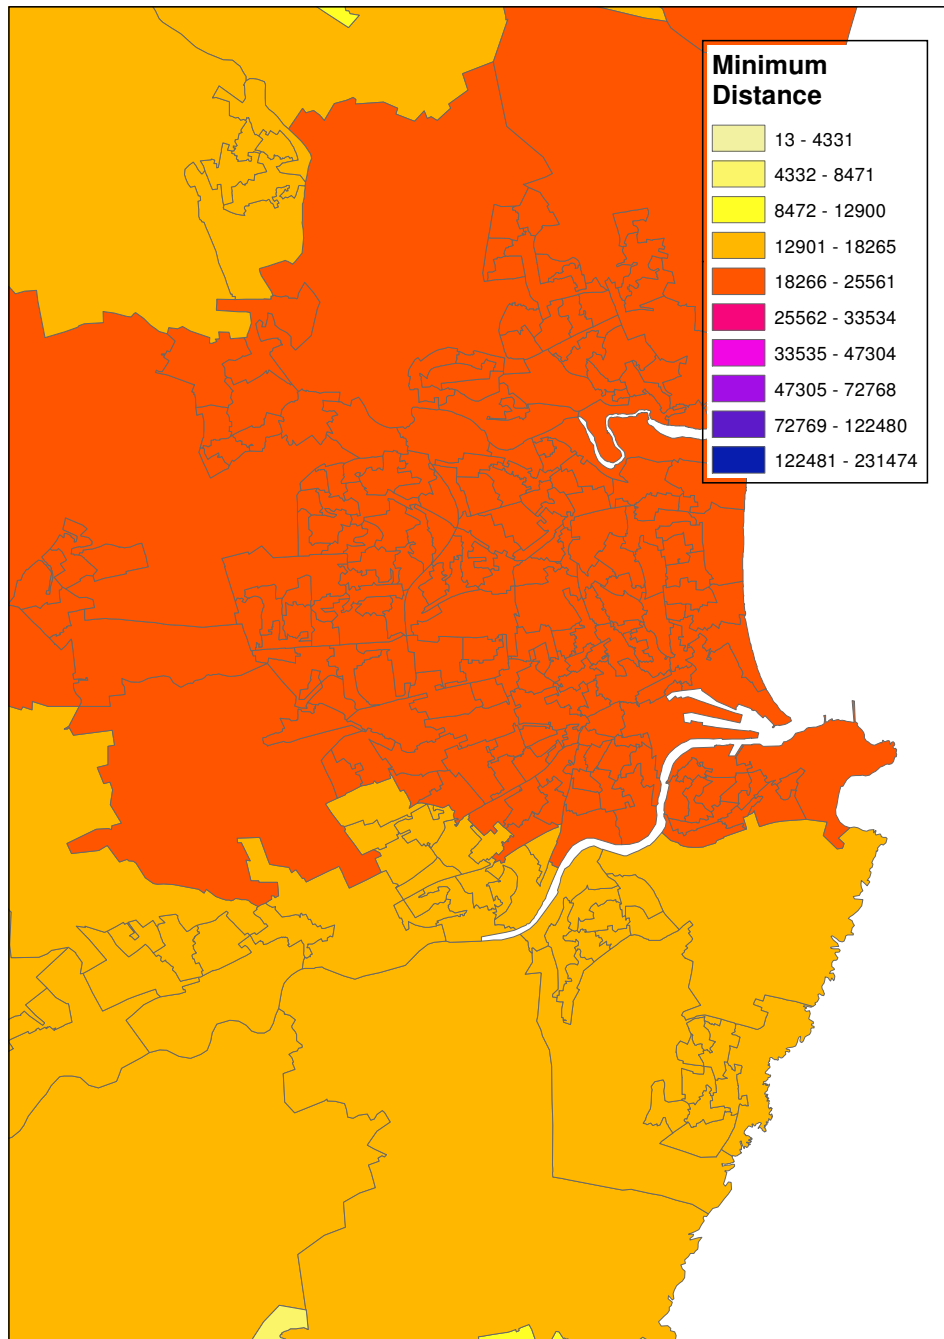 Minimum
Distance
13 - 4331
4332 - 8471
8472 - 12900
12901 - 18265
18266 - 25561
25562 - 33534
33535 - 47304
47305 - 72768
72769 - 122480
122481 - 231474